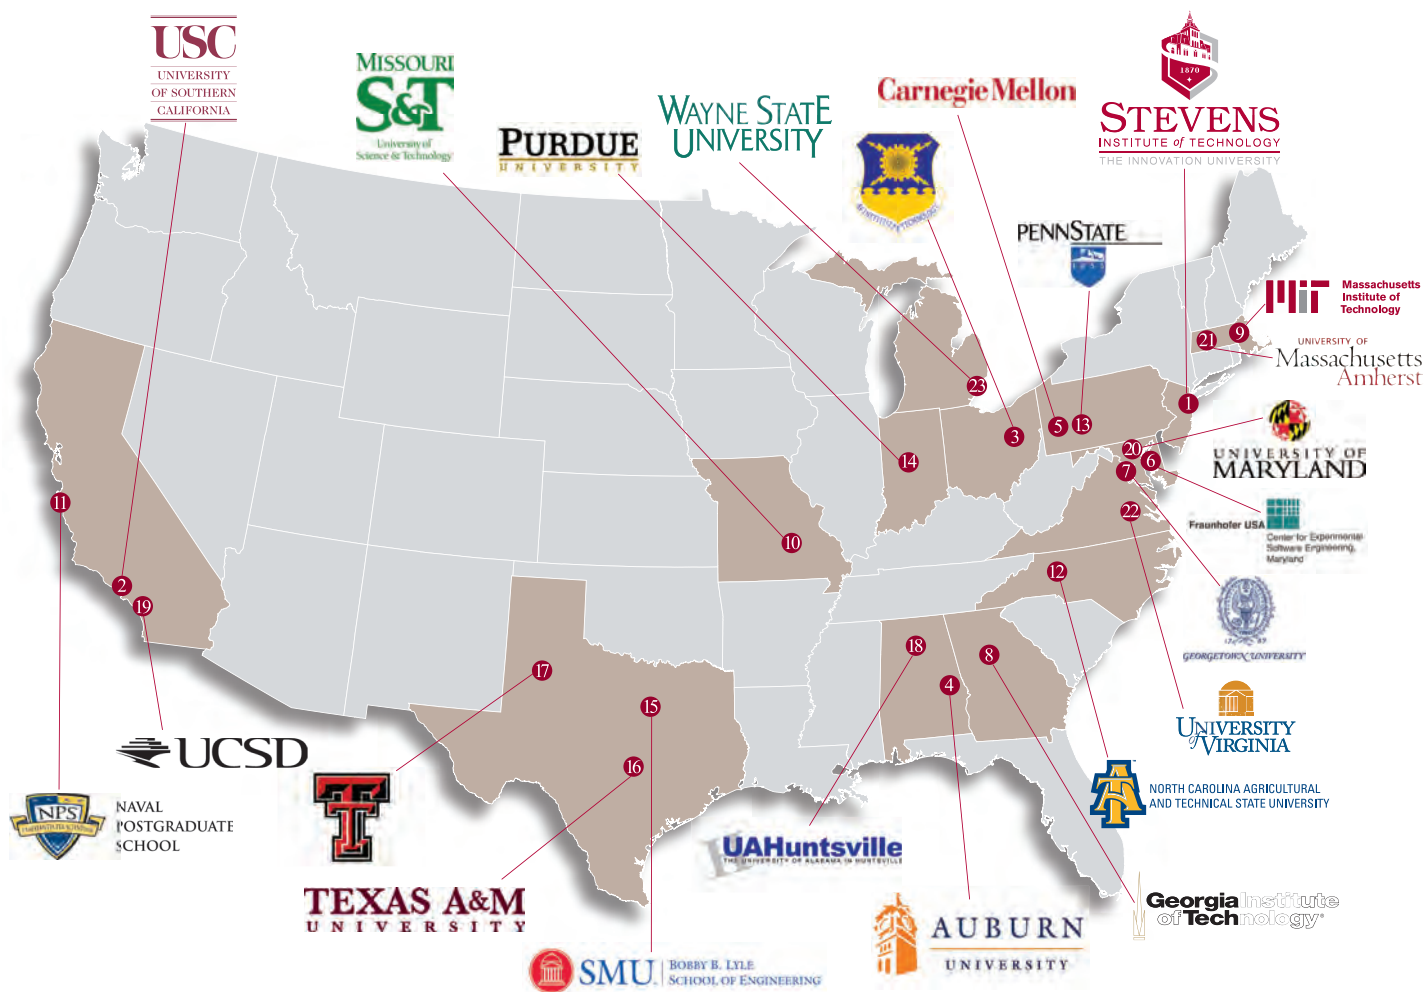 USC
UNIVERSITY
OF SOUTHERN
CALIFORNIA
MISSOURI
S&T
University of
Science & Technology
PURDUE
UNIVERSITY
WAYNE STATE
UNIVERSITY
Carnegie Mellon
1870
STEVENS
INSTITUTE of TECHNOLOGY
THE INNOVATION UNIVERSITY
PENNSTATE
1855
MIT
Massachusetts
Institute of
Technology
UNIVERSITY OF
Massachusetts
Amherst
UNIVERSITY OF
MARYLAND
Fraunhofer USA
Center for Experimental
Software Engineering,
Maryland
GEORGETOWN UNIVERSITY
UNIVERSITY
of VIRGINIA
AT
NORTH CAROLINA AGRICULTURAL
AND TECHNICAL STATE UNIVERSITY
Georgia Institute
of Technology
AUBURN
UNIVERSITY
UAHuntsville
THE UNIVERSITY OF ALABAMA IN HUNTSVILLE
SMU
BOBBY B. LYLE
SCHOOL OF ENGINEERING
TEXAS A&M
UNIVERSITY
TT
NPS
NAVAL
POSTGRADUATE
SCHOOL
UCSD
9
21
1
23
5
13
3
20
14
6
7
11
22
10
12
2
19
18
8
17
4
15
16